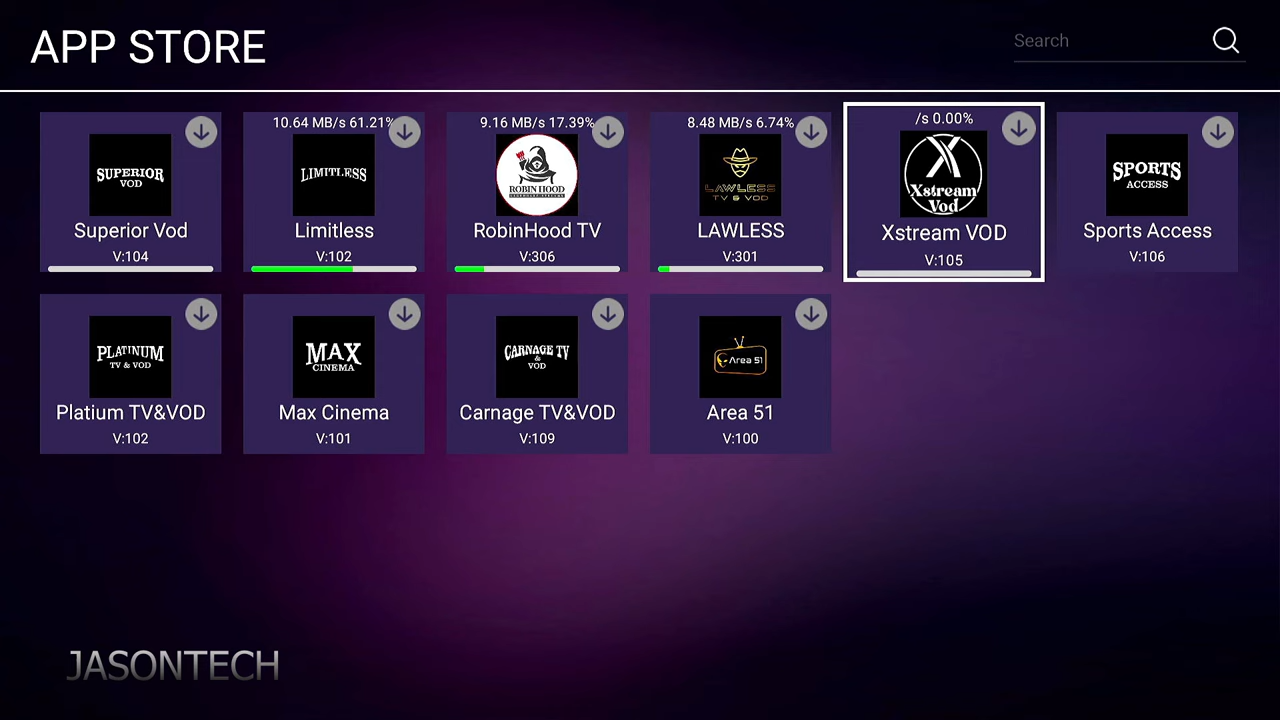 APP STORE
Search
SUPERIOR
VOD
Superior Vod
V:104
10.64 MB/s 61.21%
LIMITLESS
Limitless
V:102
9.16 MB/s 17.39%
ROBIN HOOD
RobinHood TV
V:306
8.48 MB/s 6.74%
LAWLESS
TV & VOD
LAWLESS
V:301
/s 0.00%
X
Xstream
Vod
Xstream VOD
V:105
SPORTS
ACCESS
Sports Access
V:106
PLATINUM
TV & VOD
Platium TV&VOD
V:102
MAX
CINEMA
Max Cinema
V:101
CARNAGE TV
&
VOD
Carnage TV&VOD
V:109
Area 51
Area 51
V:100
JASONTECH